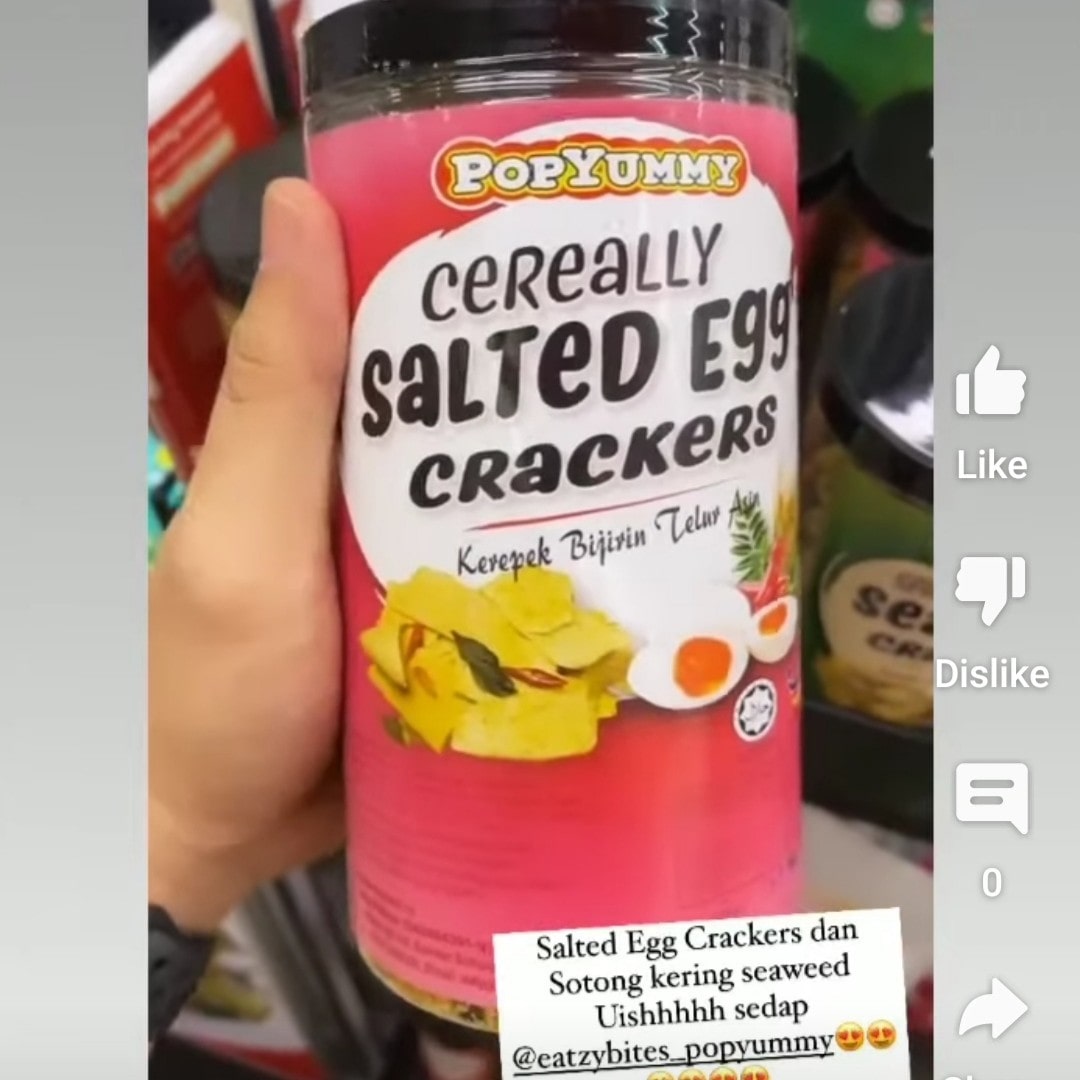 POPYUMMY
CeReaLLY
SaLTeD Egg
CRaCKeRS
Kerepek Bijirin Telur Asin
Like
Dislike
0
Salted Egg Crackers dan
Sotong kering seaweed
Uishhhhh sedap
@eatzybites_popyummy😍😍